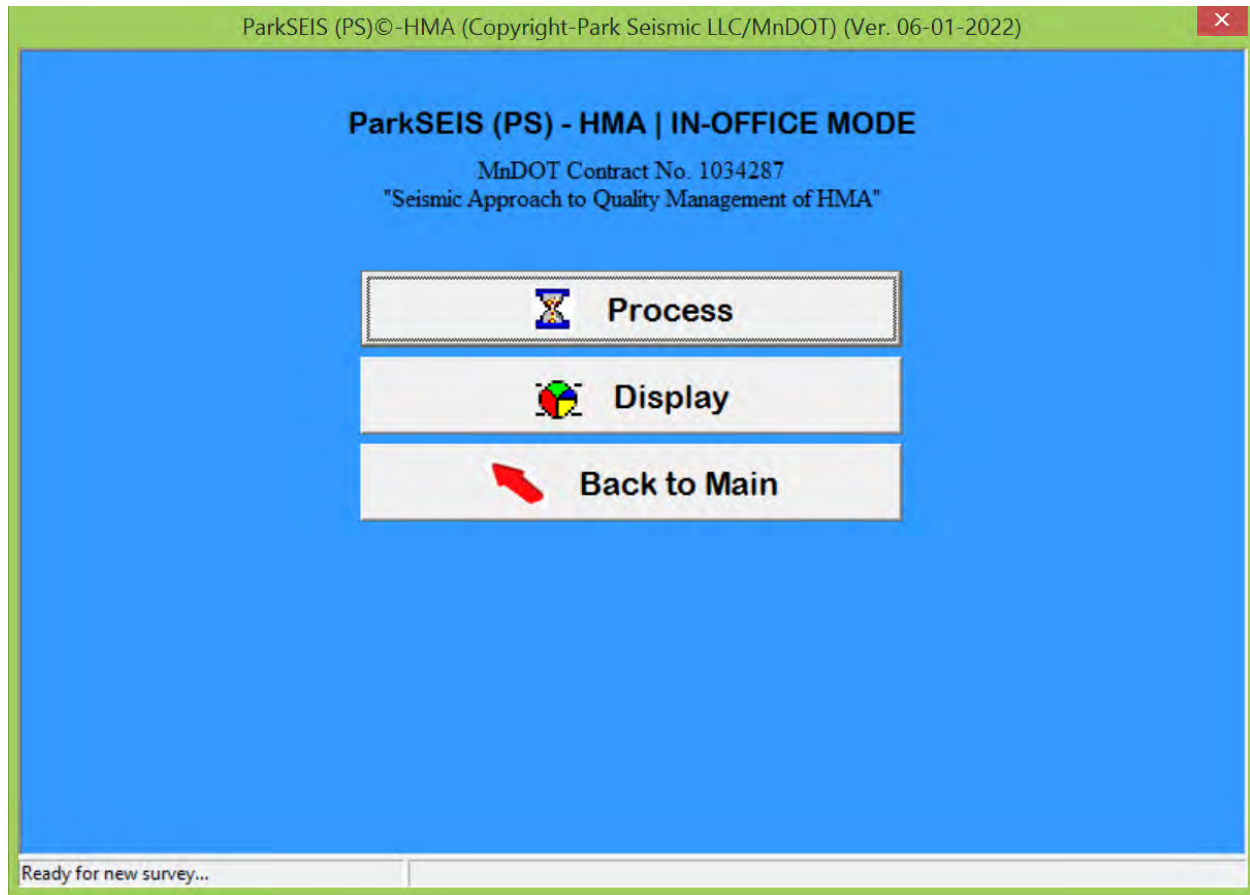 ParkSEIS (PS)©-HMA (Copyright-Park Seismic LLC/MnDOT) (Ver. 06-01-2022)
ParkSEIS (PS) - HMA | IN-OFFICE MODE
MnDOT Contract No. 1034287
"Seismic Approach to Quality Management of HMA"
Process
Display
Back to Main
Ready for new survey...